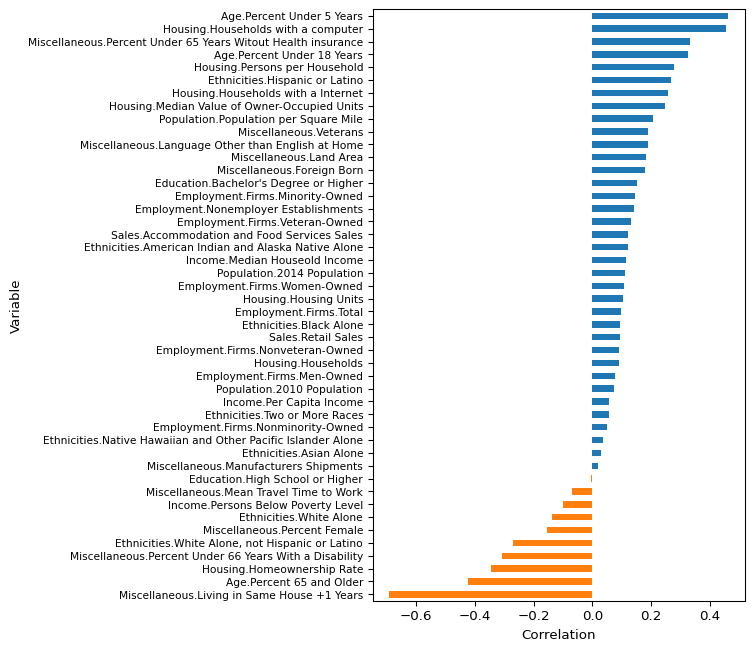 Age.Percent Under 5 Years
Housing.Households with a computer
Miscellaneous.Percent Under 65 Years Witout Health insurance
Age.Percent Under 18 Years
Housing.Persons per Household
Ethnicities.Hispanic or Latino
Housing.Households with a Internet
Housing.Median Value of Owner-Occupied Units
Population.Population per Square Mile
Miscellaneous.Veterans
Miscellaneous.Language Other than English at Home
Miscellaneous.Land Area
Miscellaneous.Foreign Born
Education.Bachelor's Degree or Higher
Employment.Firms.Minority-Owned
Employment.Nonemployer Establishments
Employment.Firms.Veteran-Owned
Sales.Accommodation and Food Services Sales
Ethnicities.American Indian and Alaska Native Alone
Income.Median Houseold Income
Population.2014 Population
Employment.Firms.Women-Owned
Housing.Housing Units
Employment.Firms.Total
Ethnicities.Black Alone
Sales.Retail Sales
Employment.Firms.Nonveteran-Owned
Housing.Households
Employment.Firms.Men-Owned
Population.2010 Population
Income.Per Capita Income
Ethnicities.Two or More Races
Employment.Firms.Nonminority-Owned
Ethnicities.Native Hawaiian and Other Pacific Islander Alone
Ethnicities.Asian Alone
Miscellaneous.Manufacturers Shipments
Education.High School or Higher
Miscellaneous.Mean Travel Time to Work
Income.Persons Below Poverty Level
Ethnicities.White Alone
Miscellaneous.Percent Female
Ethnicities.White Alone, not Hispanic or Latino
Miscellaneous.Percent Under 66 Years With a Disability
Housing.Homeownership Rate
Age.Percent 65 and Older
Miscellaneous.Living in Same House +1 Years
Variable
−0.6 −0.4 −0.2 0.0 0.2 0.4
Correlation